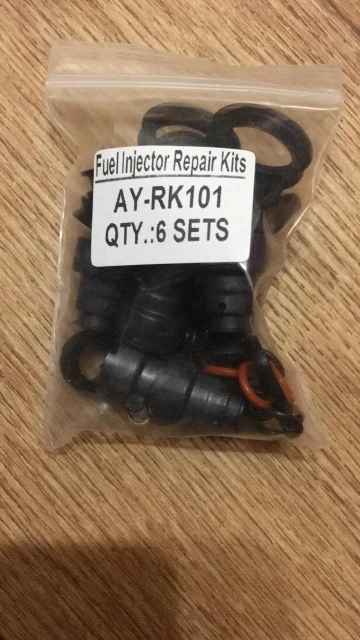 Fuel Injector Repair Kits
AY-RK101
QTY.:6 SETS